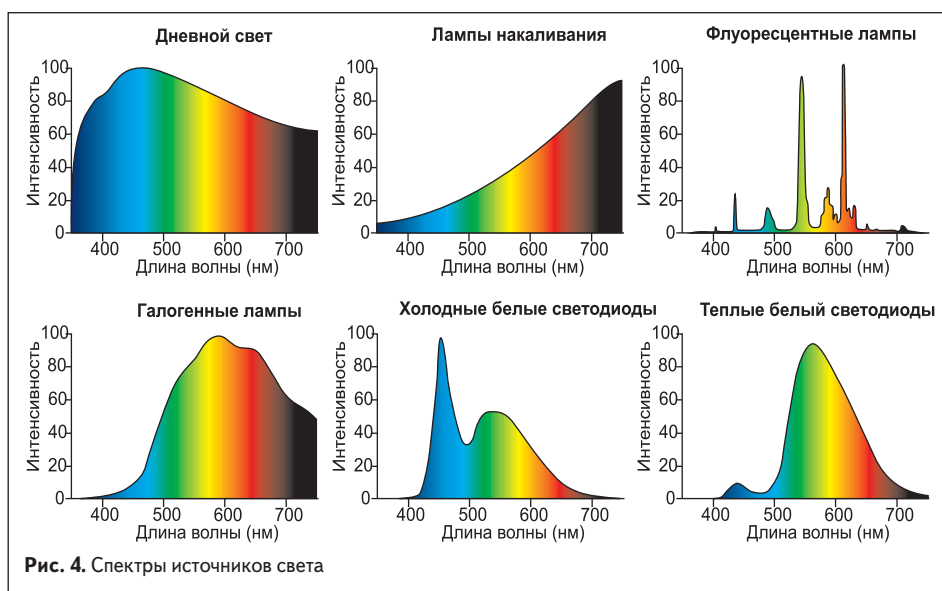 Дневной свет
Интенсивность
100
80
60
40
20
0
400 500 600 700
Длина волны (нм)
Лампы накаливания
Интенсивность
100
80
60
40
20
0
400 500 600 700
Длина волны (нм)
Флуоресцентные лампы
Интенсивность
100
80
60
40
20
0
400 500 600 700
Длина волны (нм)
Галогенные лампы
Интенсивность
100
80
60
40
20
0
400 500 600 700
Длина волны (нм)
Холодные белые светодиоды
Интенсивность
100
80
60
40
20
0
400 500 600 700
Длина волны (нм)
Теплые белый светодиоды
Интенсивность
100
80
60
40
20
0
400 500 600 700
Длина волны (нм)
Рис. 4. Спектры источников света